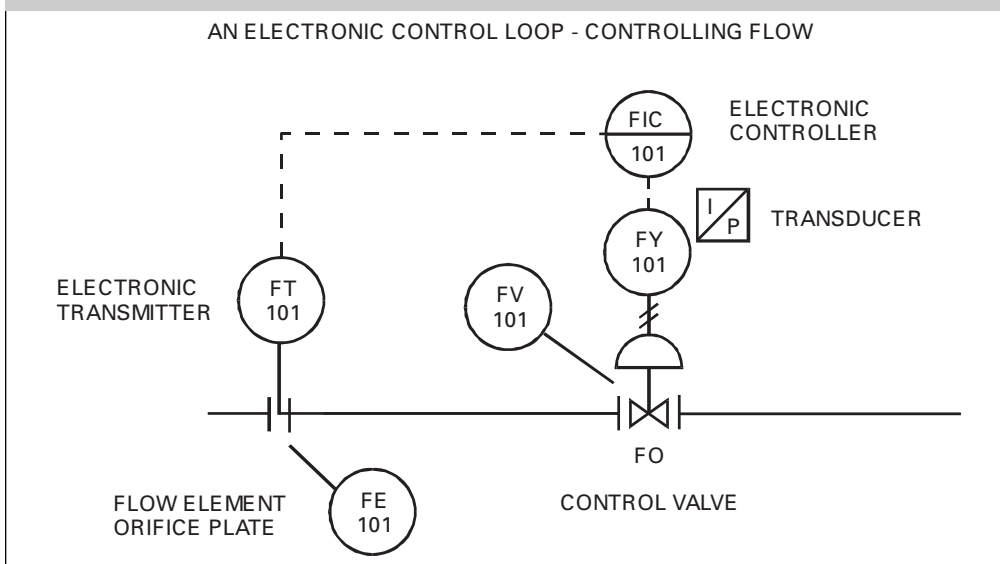 AN ELECTRONIC CONTROL LOOP - CONTROLLING FLOW
FIC
101
ELECTRONIC
CONTROLLER
I
P
TRANSDUCER
FY
101
ELECTRONIC
TRANSMITTER
FT
101
FV
101
FO
FLOW ELEMENT
ORIFICE PLATE
FE
101
CONTROL VALVE